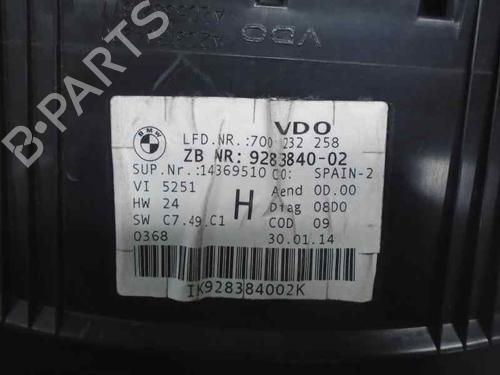 B-PARTS
VDO
BMW
VDO
LFD.NR.:700 232 258
ZB NR: 9283840-02
SUP.Nr.:14369510 CO: SPAIN-2
VI 5251 Aend 0D.00
HW 24 H Diag 08D0
SW C7.49.C1 COD 09
0368 30.01.14
IK928384002K